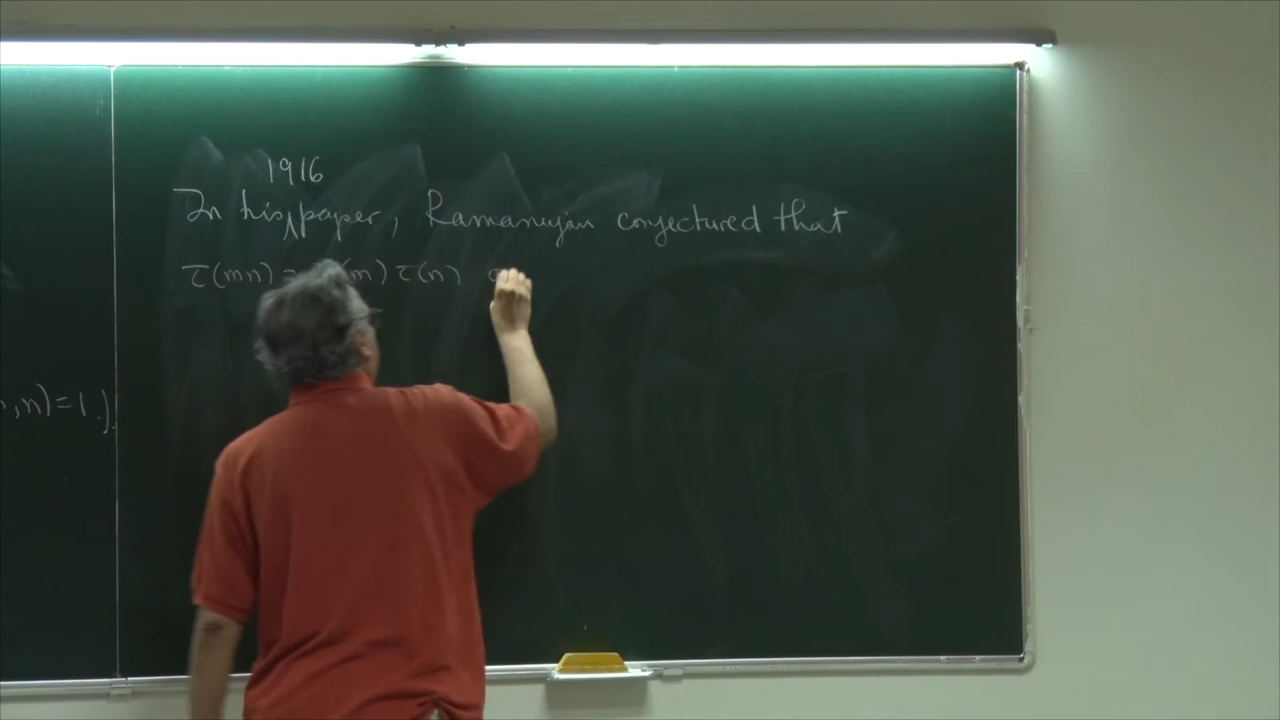 ,n)=1.}
1916
In his paper, Ramanujan conjectured that
τ(mn) = (m) τ(n)